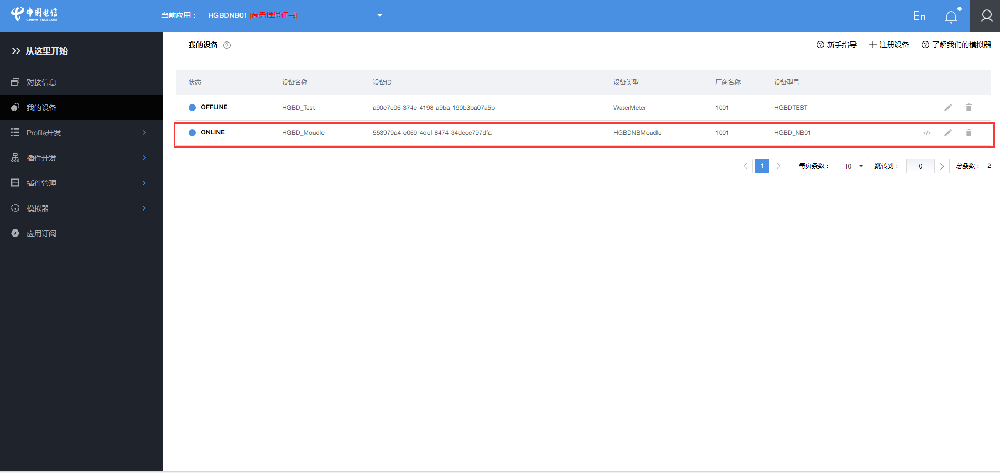 中国电信
CHINA TELECOM
当前应用： HGBDNB01 [尚无推送证书]
En
从这里开始
对接信息
我的设备
Profile开发
插件开发
插件管理
模拟器
应用订阅
我的设备
新手指导 注册设备 了解我们的模拟器
状态 设备名称 设备ID 设备类型 厂商名称 设备型号
OFFLINE HGBD_Test a90c7e06-374e-4198-a9ba-190b3ba07a5b WaterMeter 1001 HGBDTEST
ONLINE HGBD_Moudle 553979a4-e069-4def-8474-34decc797dfa HGBDNBMoudle 1001 HGBD_NB01 </>
< 1 > 每页条数： 10 跳转到： 0 > 总条数： 2